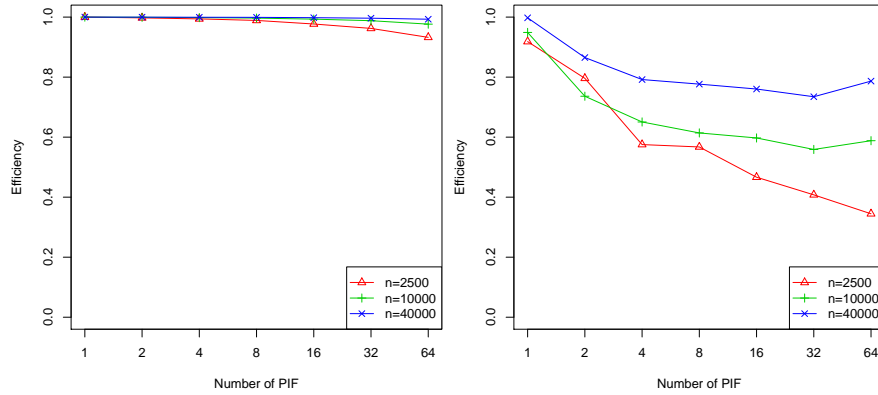 Efficiency
1.0
0.8
0.6
0.4
0.2
0.0
n=2500
n=10000
n=40000
1 2 4 8 16 32 64
Number of PIF
Efficiency
1.0
0.8
0.6
0.4
0.2
0.0
n=2500
n=10000
n=40000
1 2 4 8 16 32 64
Number of PIF